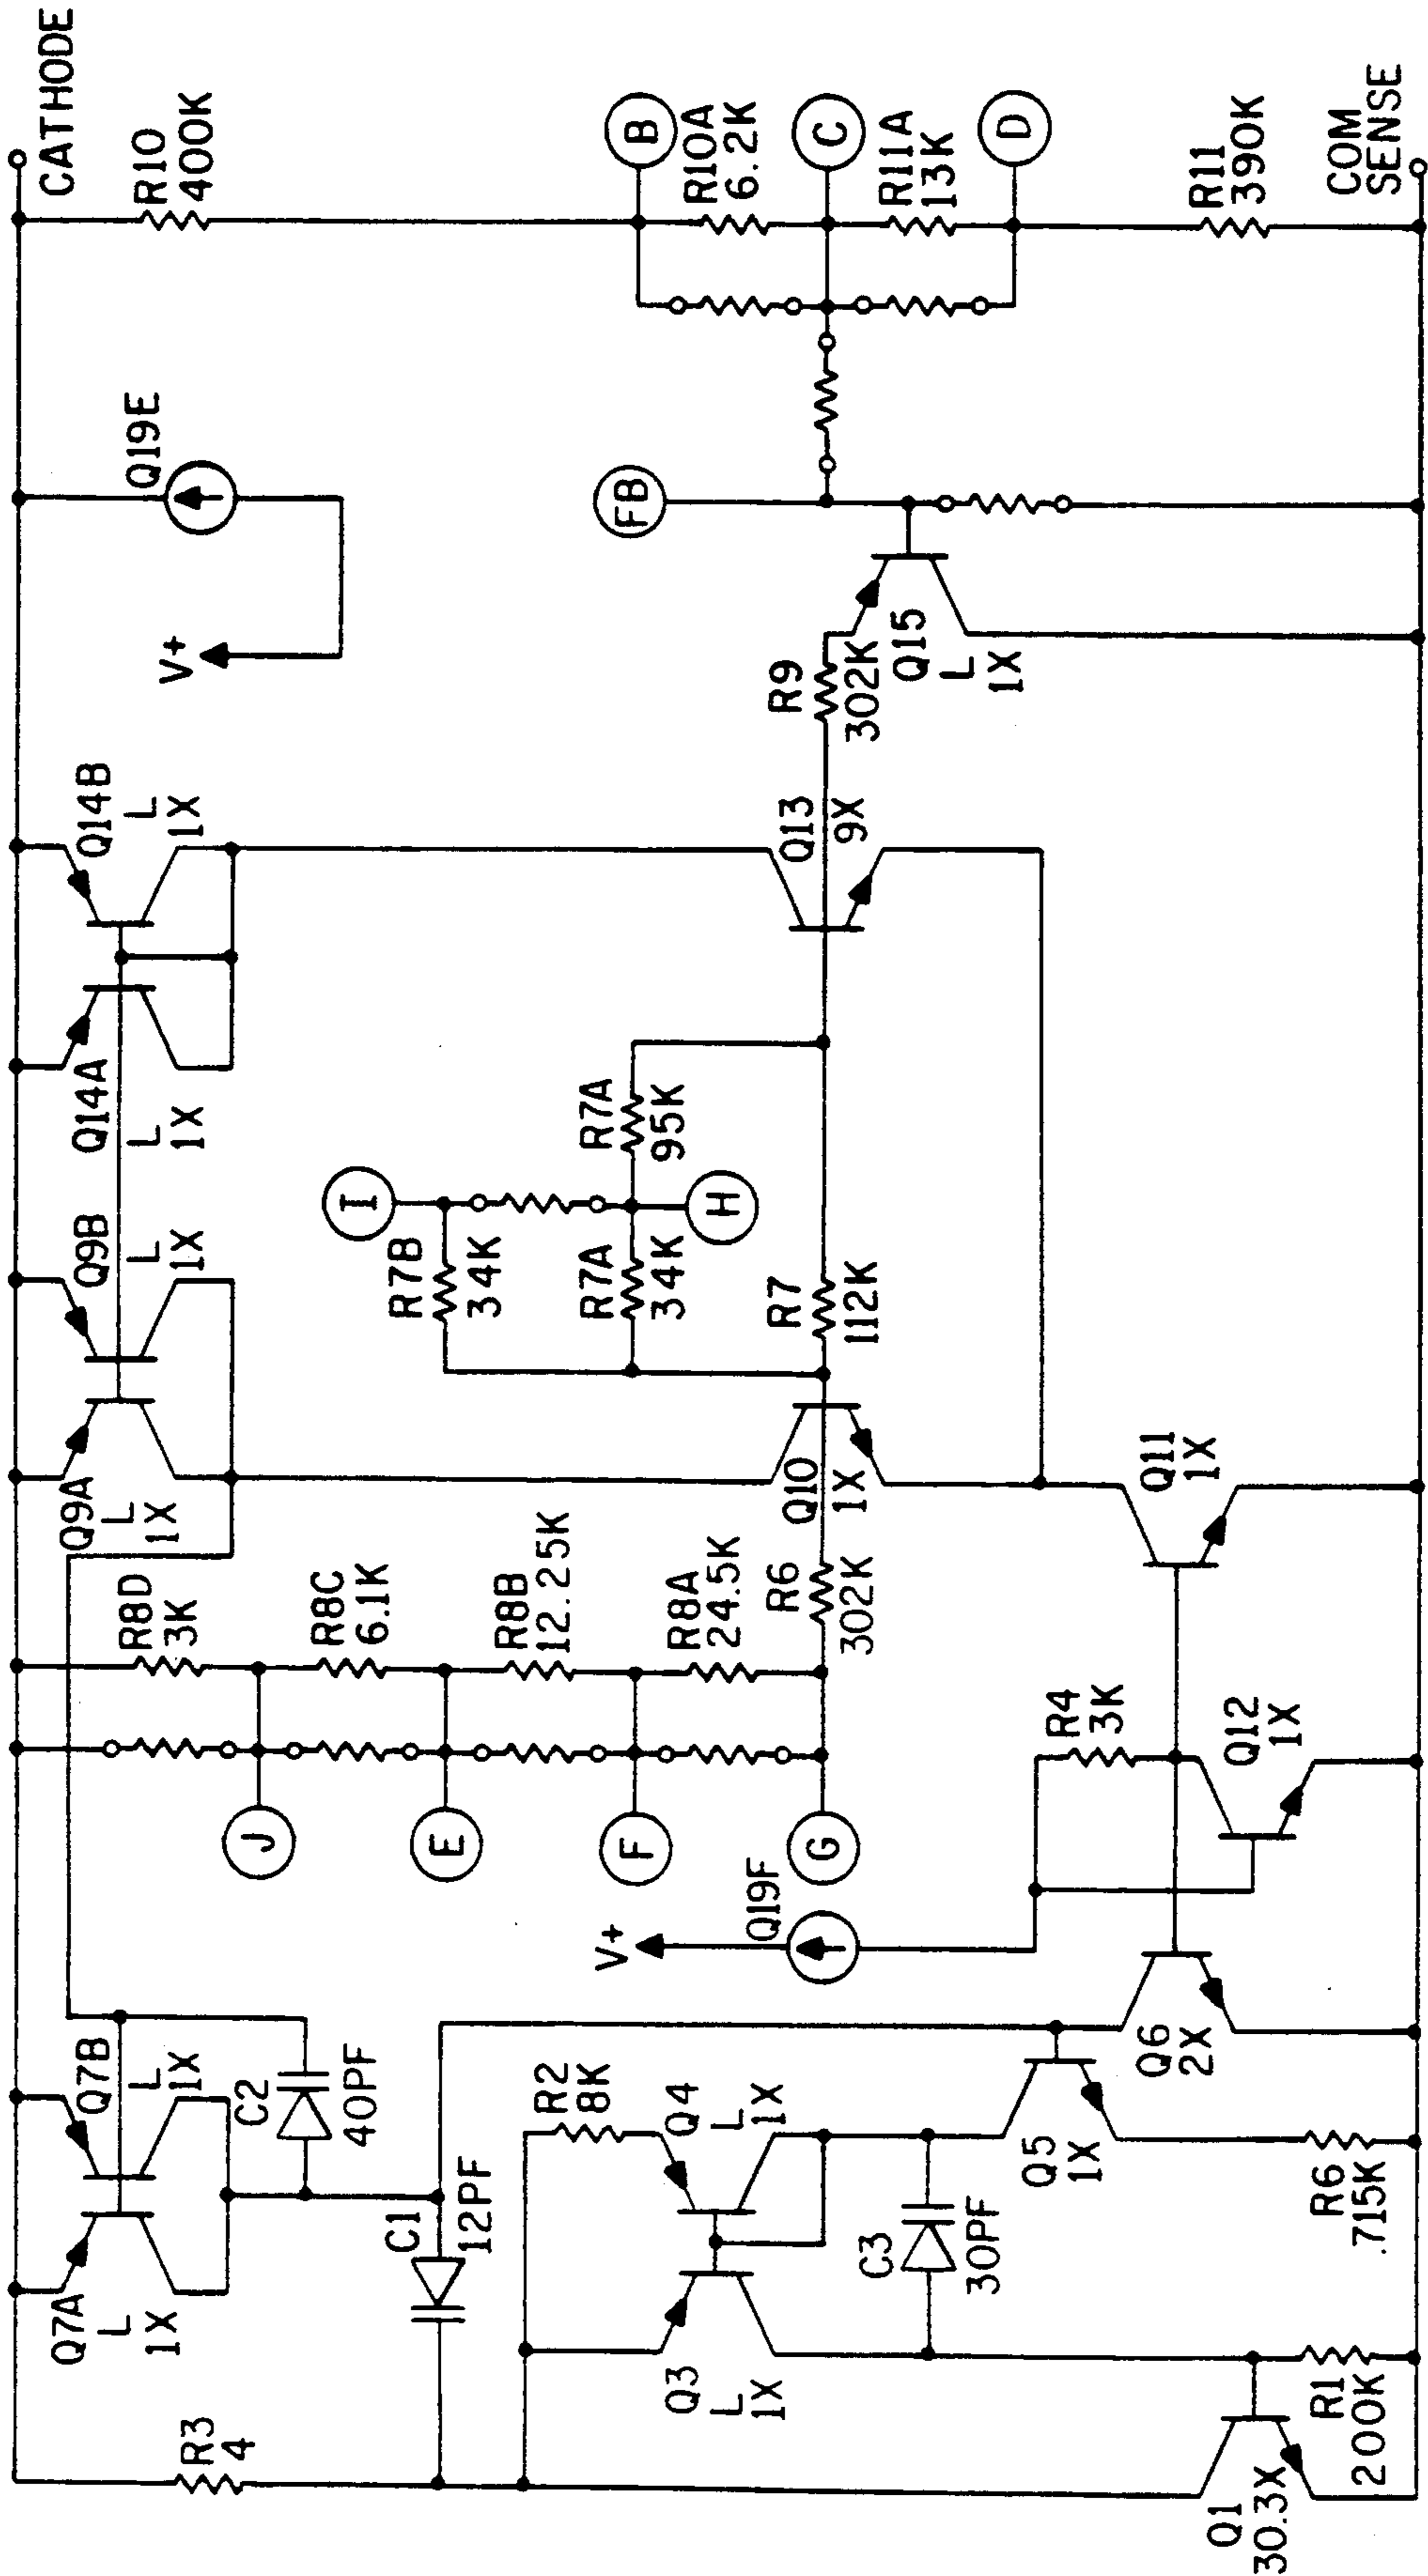 CATHODE
R10
400K
B
R10A
6.2K
C
R11A
13K
D
R11
390K
COM
SENSE
Q19E
V+
FB
R9
302K
Q15
L
1X
Q14B
L
1X
Q14A
L
1X
Q13
9X
Q9B
L
1X
Q9A
L
1X
I
R7B
34K
R7A
95K
R7A
34K
H
R7
112K
Q10
1X
Q11
1X
R8D
3K
R8C
6.1K
R8B
12.25K
R8A
24.5K
R6
302K
J
E
F
G
R4
3K
Q12
1X
V+
Q19F
Q7B
L
1X
Q7A
L
1X
C2
40PF
C1
12PF
R2
8K
Q4
L
1X
Q6
2X
Q5
1X
C3
30PF
R6
.715K
R3
4
Q3
L
1X
Q1
30.3X
R1
200K